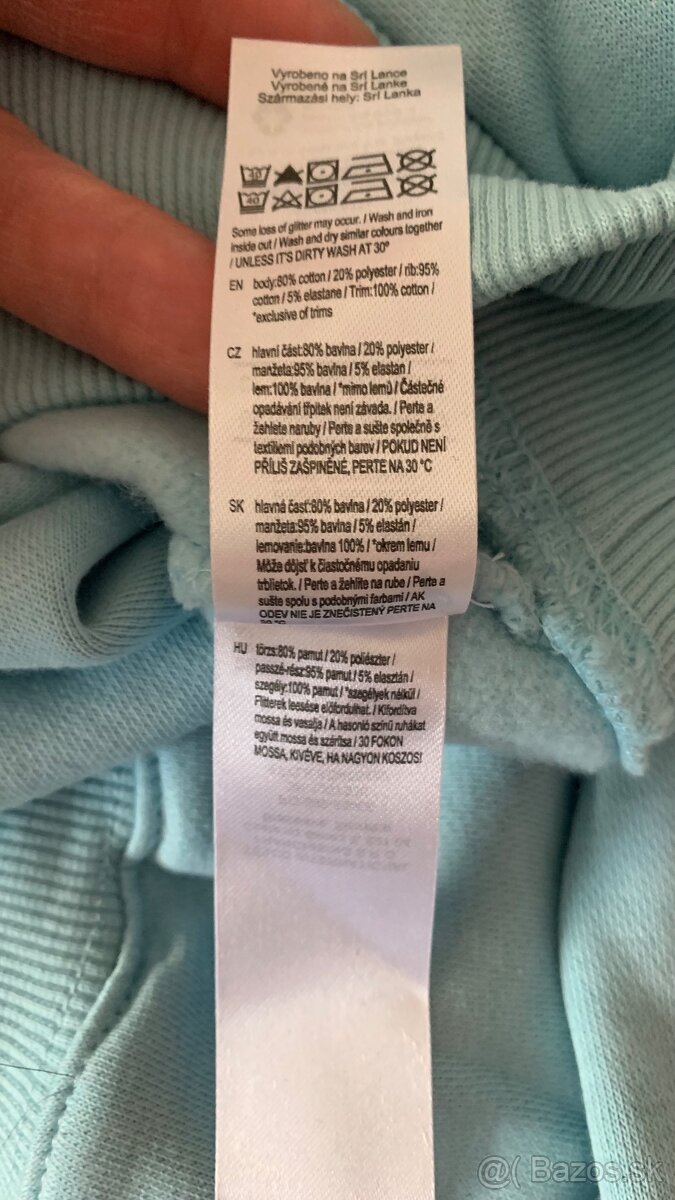 Vyrobeno na Srí Lance
Vyrobené na Srí Lanke
Származási hely: Srí Lanka
40
Some loss of glitter may occur. / Wash and iron
inside out / Wash and dry similar colours together
/ UNLESS IT'S DIRTY WASH AT 30°
EN body:80% cotton / 20% polyester / rib:95%
cotton / 5% elastane / Trim:100% cotton /
*exclusive of trims
CZ hlavní část:80% bavlna / 20% polyester /
manžeta:95% bavlna / 5% elastan /
lem:100% bavlna / *mimo lemů / Částečné
opadávání třpitek není závada. / Perte a
žehlete naruby / Perte a sušte společně s
textiliemi podobných barev / POKUD NENÍ
PŘÍLIŠ ZAŠPINĚNÉ, PERTE NA 30 °C
SK hlavná časť:80% bavlna / 20% polyester /
manžeta:95% bavlna / 5% elastán /
lemovanie:bavlna 100% / *okrem lemu /
Môže dôjsť k čiastočnému opadaniu
trblietok. / Perte a žehlite na rube / Perte a
sušte spolu s podobnými farbami / AK
ODEV NIE JE ZNEČISTENÝ PERTE NA
HU törzs:80% pamut / 20% poliészter /
passzé-rész:95% pamut / 5% elasztán /
szegély:100% pamut / *szegélyek nélkül /
Flitterek leesése előfordulhat. / Kifordítva
mossa és vasalja / A hasonló színű ruhákat
együtt mossa és szárítsa / 30 FOKON
MOSSA, KIVÉVE, HA NAGYON KOSZOS!
@( Bazos.sk